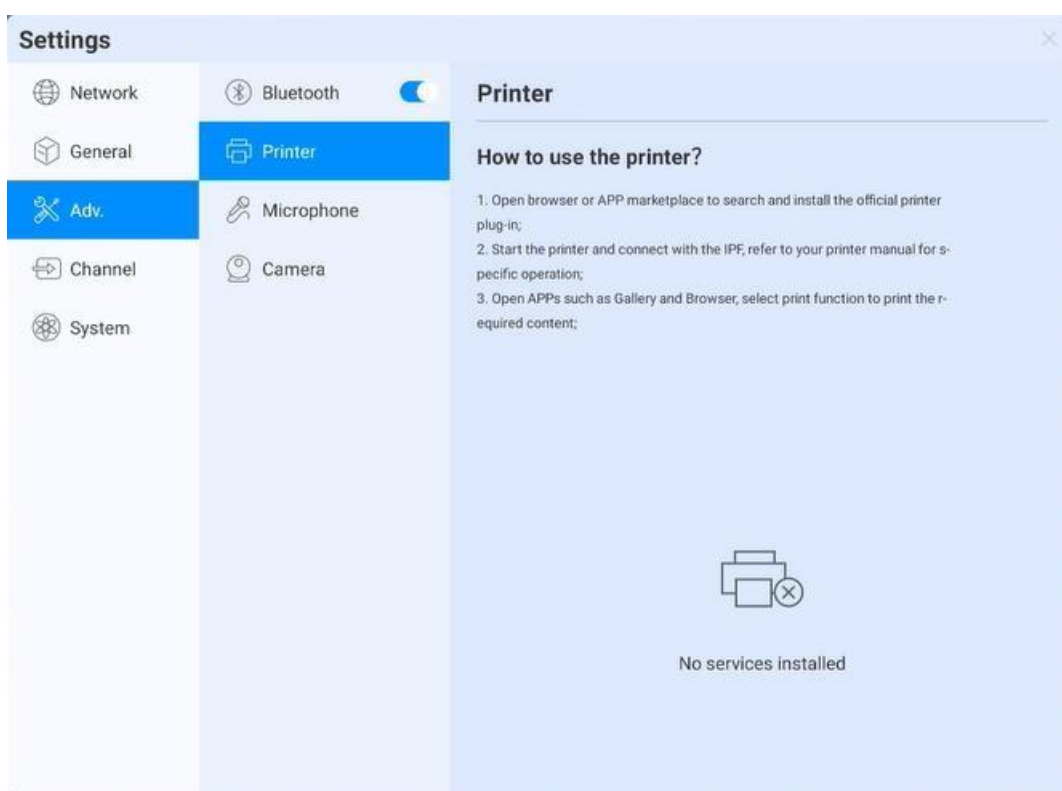 Settings
Network
General
Adv.
Channel
System
Bluetooth
Printer
Microphone
Camera
Printer
How to use the printer?
1. Open browser or APP marketplace to search and install the official printer
plug-in;
2. Start the printer and connect with the IPF, refer to your printer manual for s-
pecific operation;
3. Open APPs such as Gallery and Browser, select print function to print the r-
equired content;
No services installed